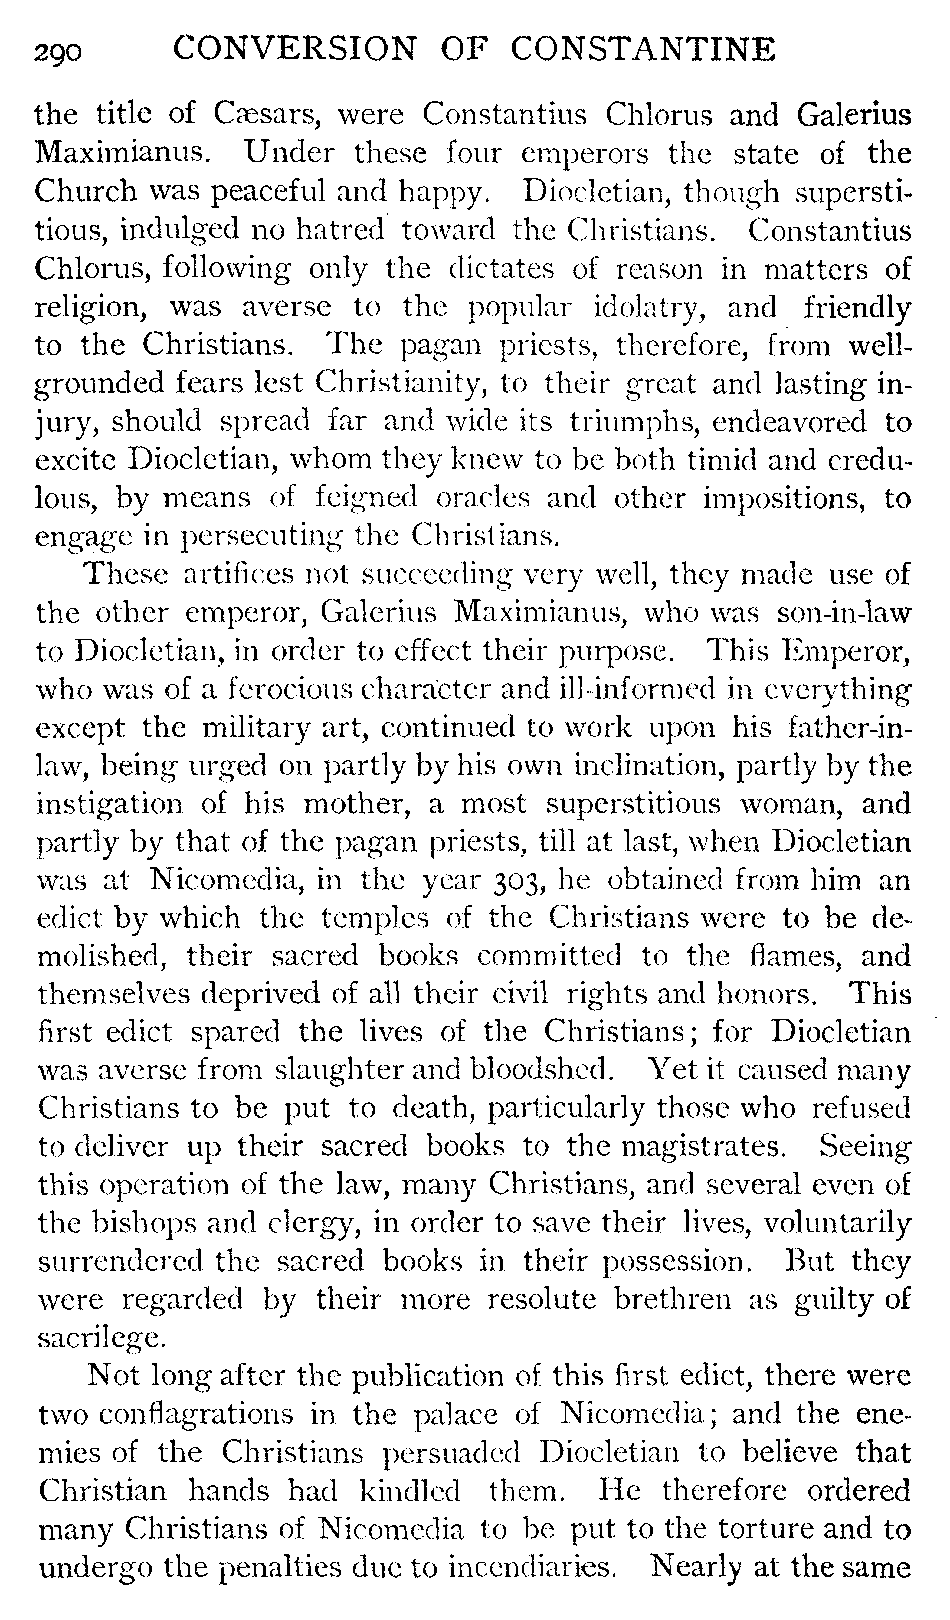 290 CONVERSION OF CONSTANTINE
the title of Cæsars, were Constantius Chlorus and Galerius
Maximianus. Under these four emperors the state of the
Church was peaceful and happy. Diocletian, though supersti-
tious, indulged no hatred toward the Christians. Constantius
Chlorus, following only the dictates of reason in matters of
religion, was averse to the popular idolatry, and friendly
to the Christians. The pagan priests, therefore, from well-
grounded fears lest Christianity, to their great and lasting in-
jury, should spread far and wide its triumphs, endeavored to
excite Diocletian, whom they knew to be both timid and credu-
lous, by means of feigned oracles and other impositions, to
engage in persecuting the Christians.
These artifices not succeeding very well, they made use of
the other emperor, Galerius Maximianus, who was son-in-law
to Diocletian, in order to effect their purpose. This Emperor,
who was of a ferocious character and ill-informed in everything
except the military art, continued to work upon his father-in-
law, being urged on partly by his own inclination, partly by the
instigation of his mother, a most superstitious woman, and
partly by that of the pagan priests, till at last, when Diocletian
was at Nicomedia, in the year 303, he obtained from him an
edict by which the temples of the Christians were to be de-
molished, their sacred books committed to the flames, and
themselves deprived of all their civil rights and honors. This
first edict spared the lives of the Christians; for Diocletian
was averse from slaughter and bloodshed. Yet it caused many
Christians to be put to death, particularly those who refused
to deliver up their sacred books to the magistrates. Seeing
this operation of the law, many Christians, and several even of
the bishops and clergy, in order to save their lives, voluntarily
surrendered the sacred books in their possession. But they
were regarded by their more resolute brethren as guilty of
sacrilege.
Not long after the publication of this first edict, there were
two conflagrations in the palace of Nicomedia; and the ene-
mies of the Christians persuaded Diocletian to believe that
Christian hands had kindled them. He therefore ordered
many Christians of Nicomedia to be put to the torture and to
undergo the penalties due to incendiaries. Nearly at the same